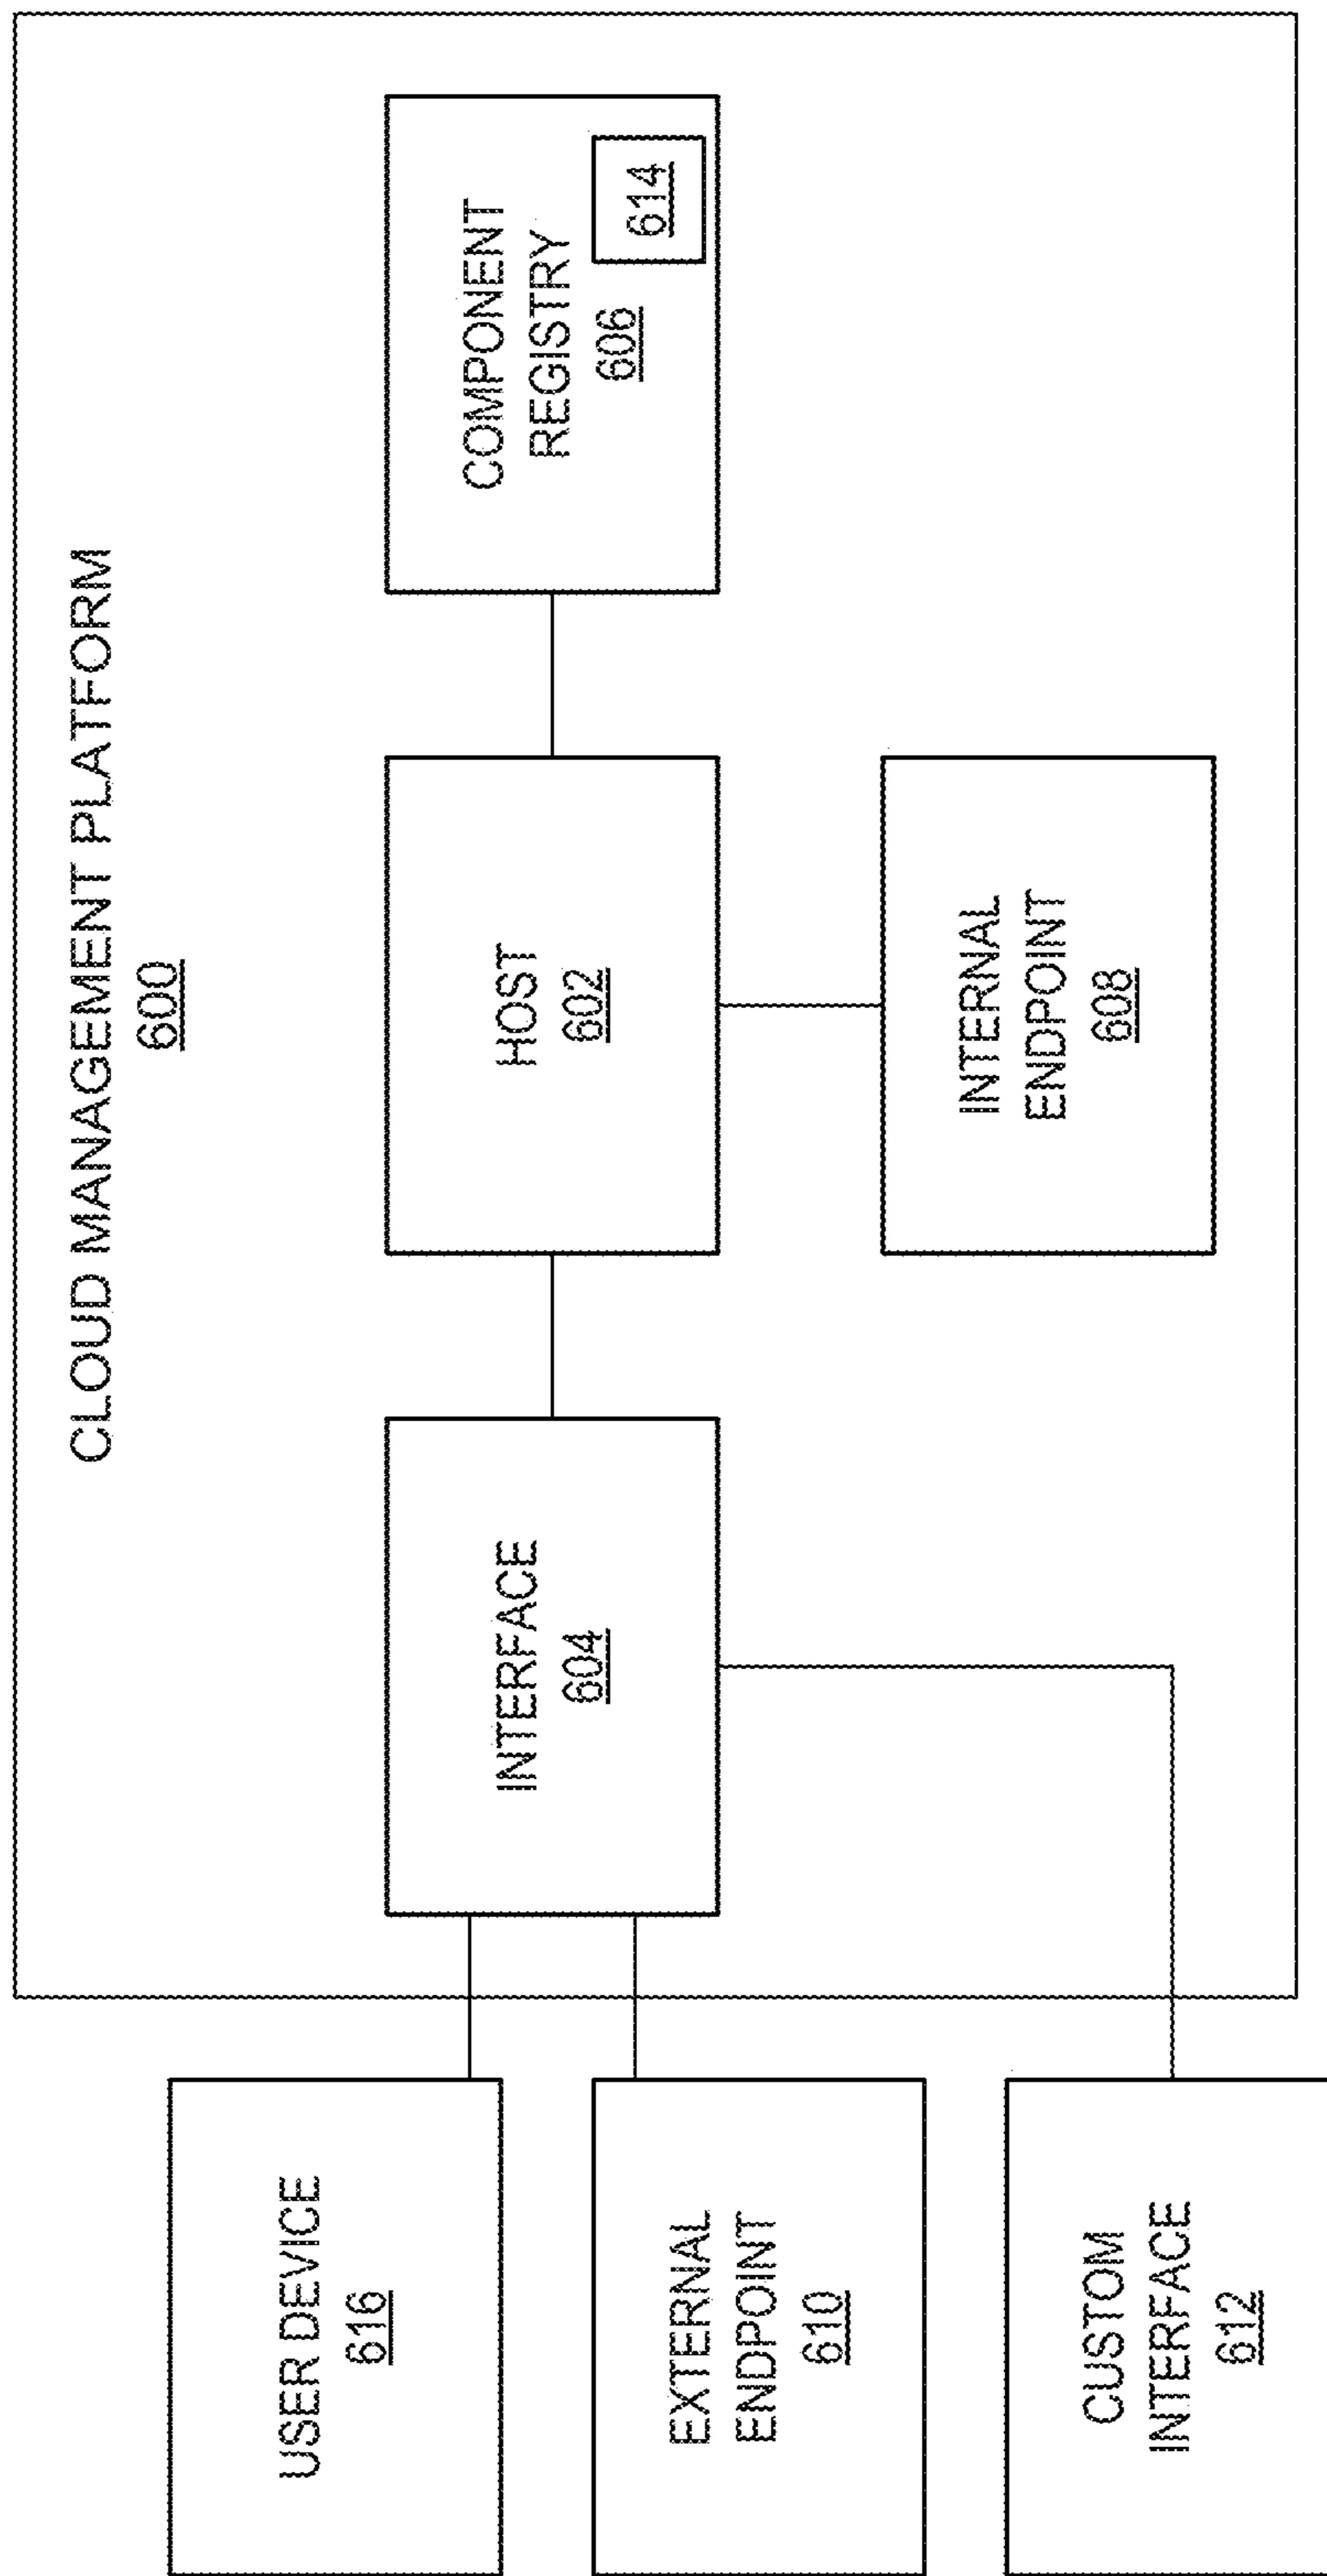 CLOUD MANAGEMENT PLATFORM
600
USER DEVICE
616
INTERFACE
604
HOST
602
COMPONENT
REGISTRY
606
614
EXTERNAL
ENDPOINT
610
INTERNAL
ENDPOINT
608
CUSTOM
INTERFACE
612